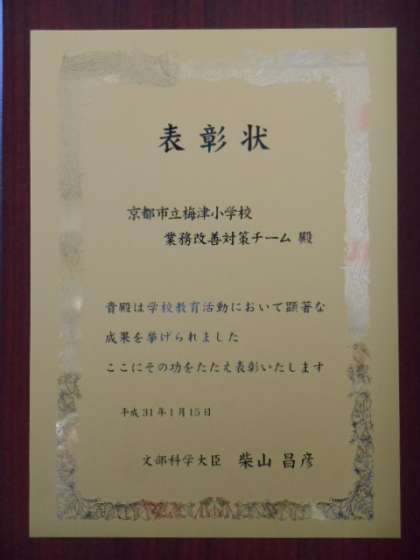 表彰状
京都市立梅津小学校
業務改善対策チーム 殿
貴殿は学校教育活動において顕著な
成果を挙げられました
ここにその功をたたえ表彰いたします
平成31年1月15日
文部科学大臣 柴山 昌彦